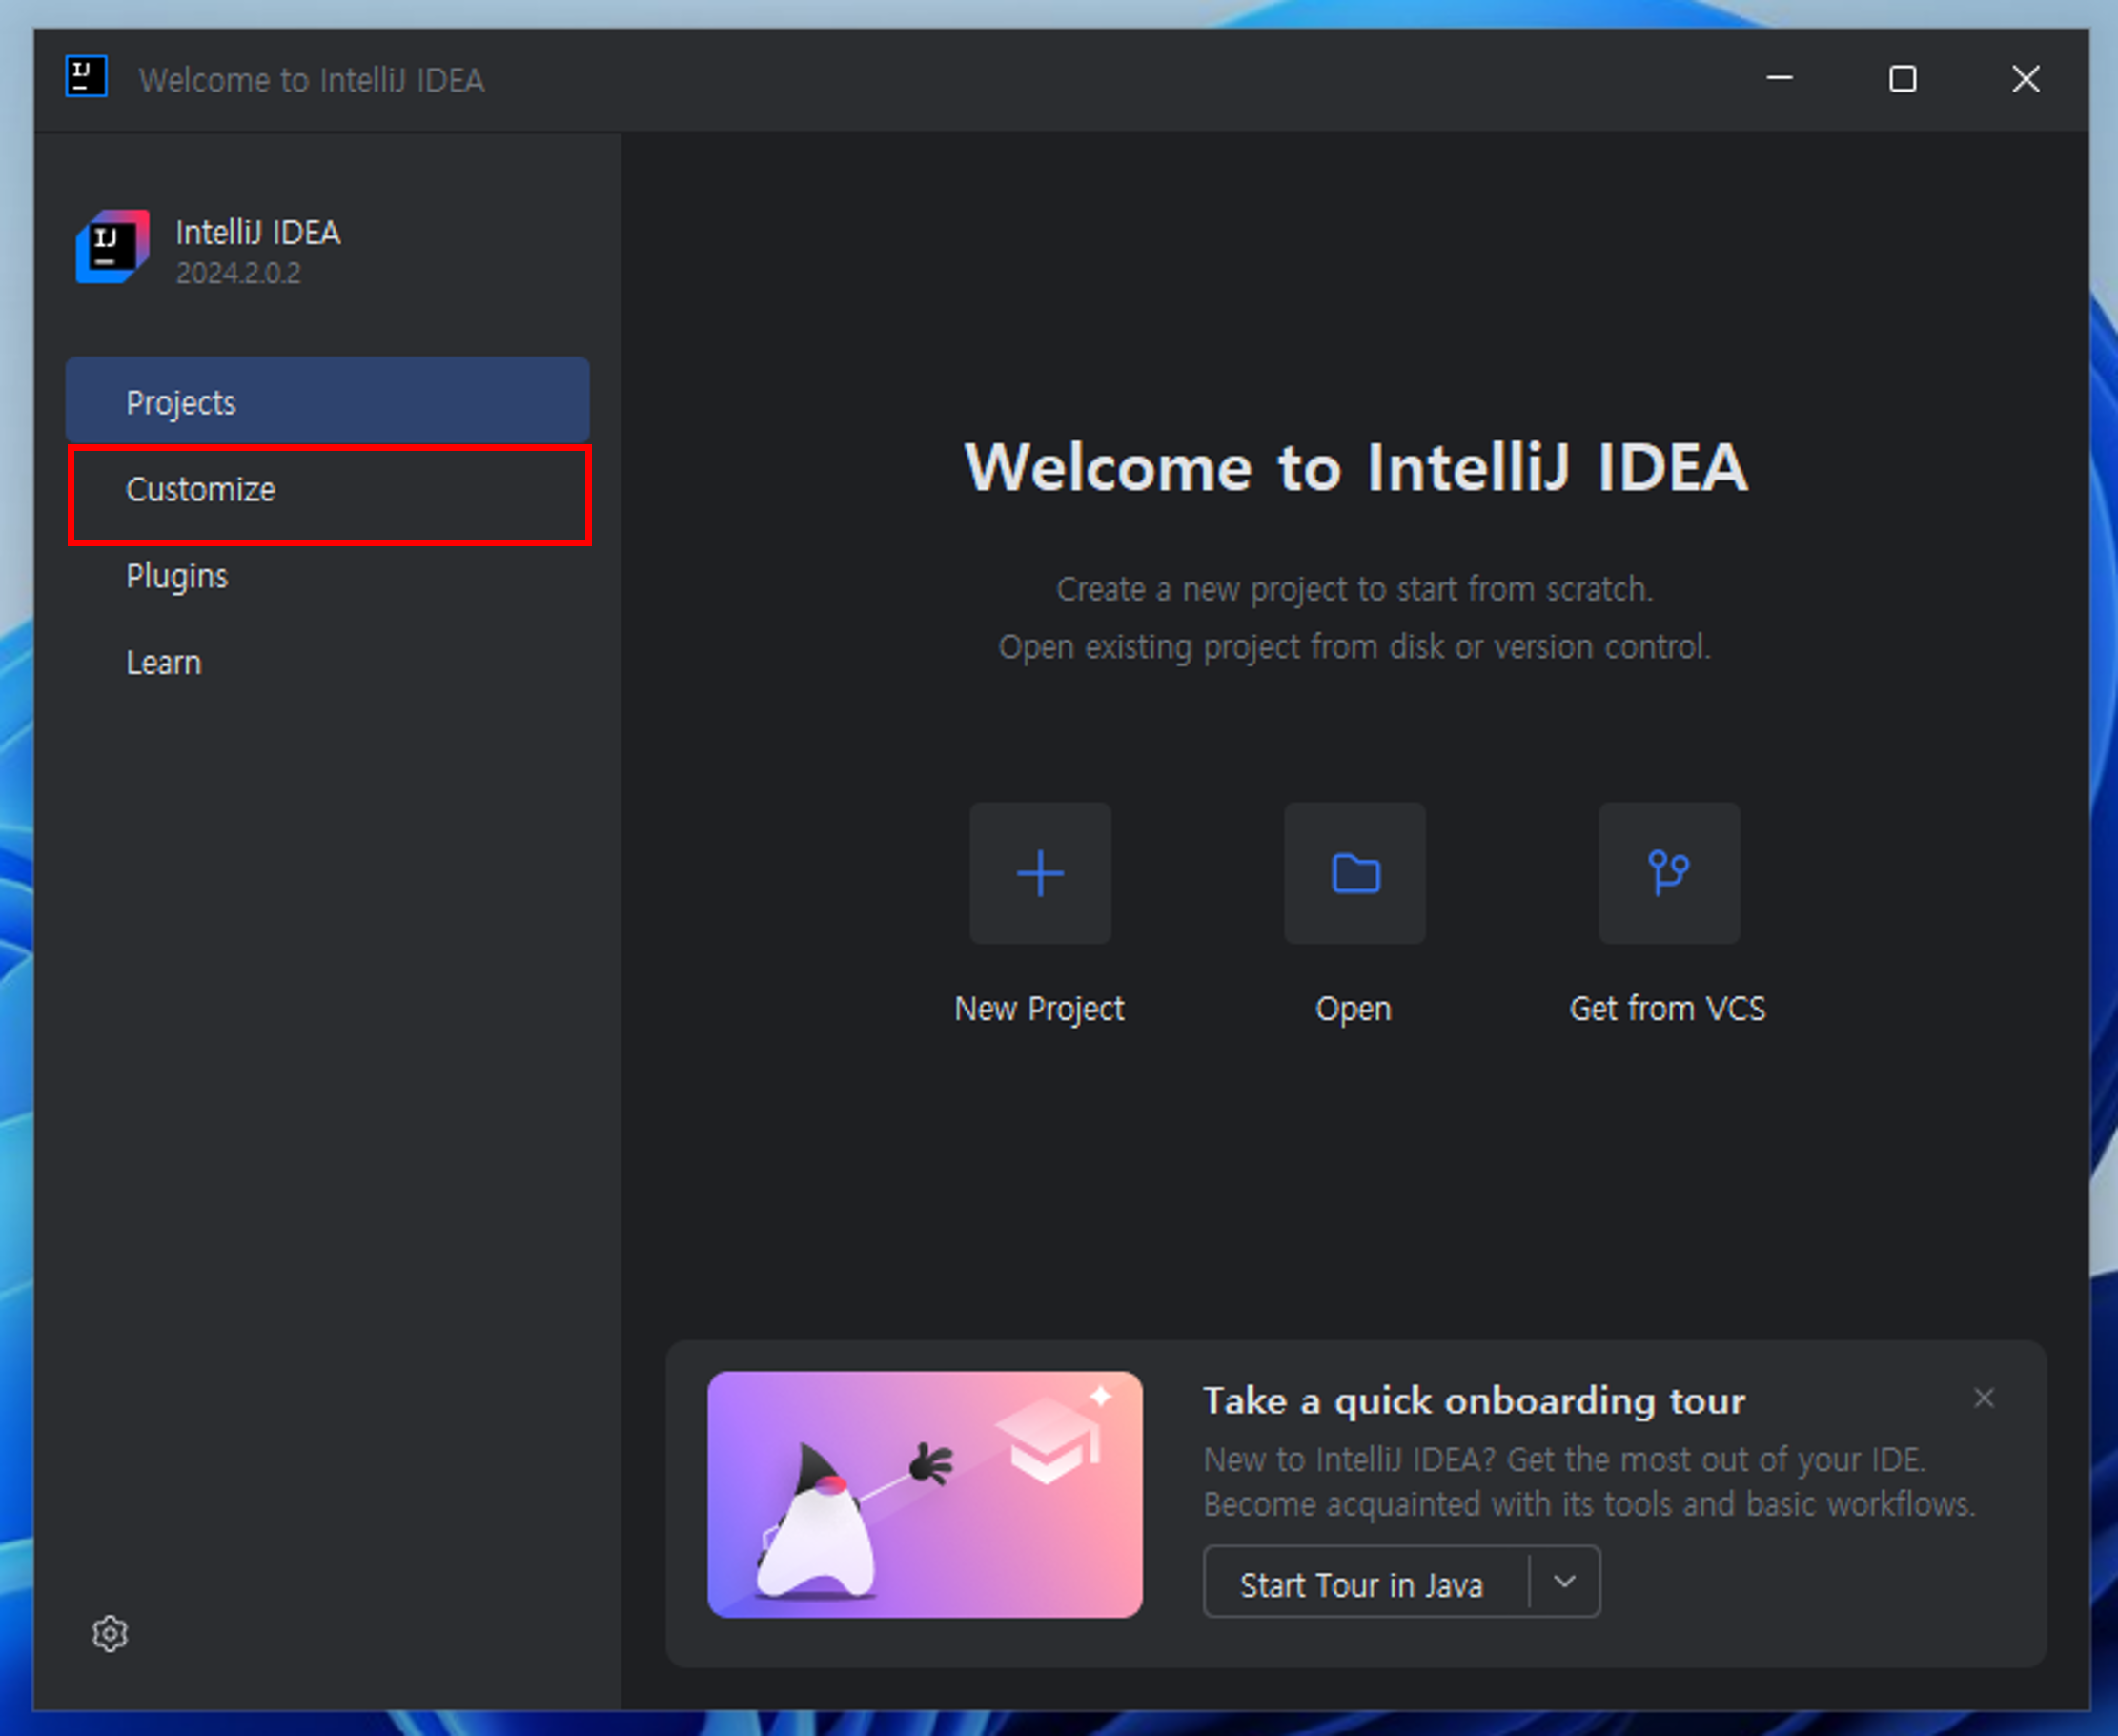 IJ
Welcome to IntelliJ IDEA
IJ
IntelliJ IDEA
2024.2.0.2
Projects
Customize
Plugins
Learn
Welcome to IntelliJ IDEA
Create a new project to start from scratch.
Open existing project from disk or version control.
New Project
Open
Get from VCS
Take a quick onboarding tour
New to IntelliJ IDEA? Get the most out of your IDE.
Become acquainted with its tools and basic workflows.
Start Tour in Java